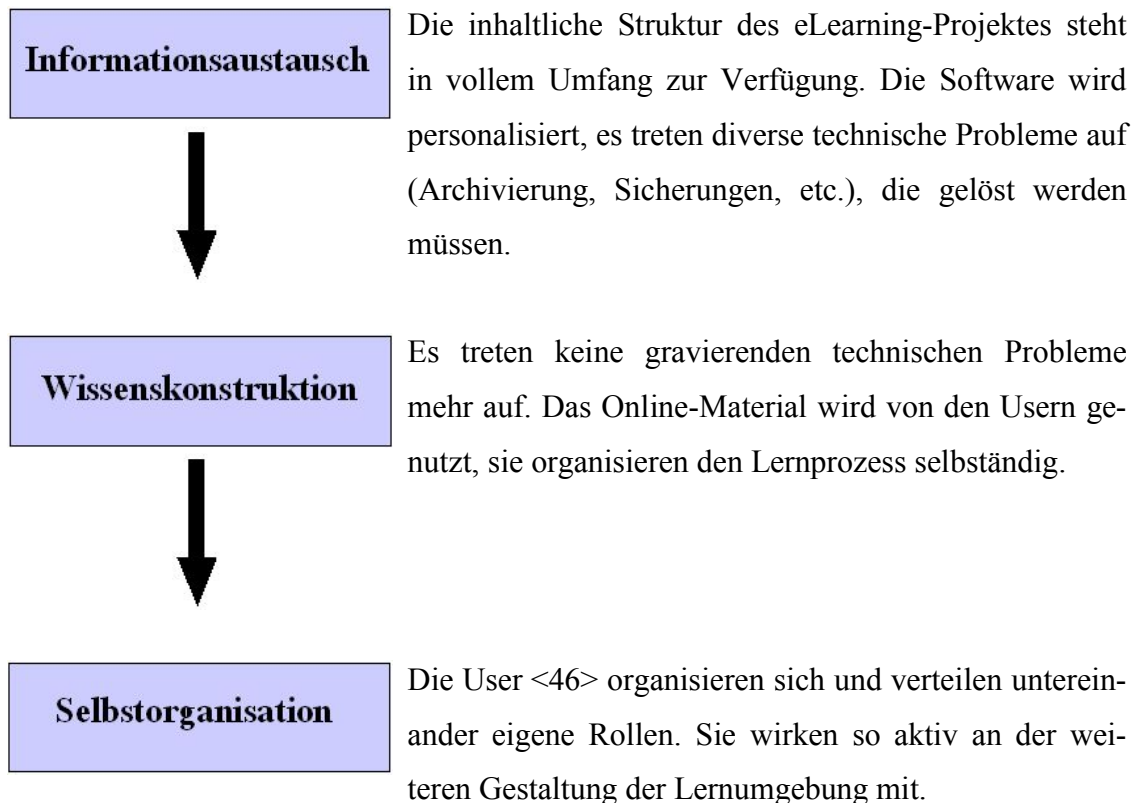 Informationsaustausch
Die inhaltliche Struktur des eLearning-Projektes steht
in vollem Umfang zur Verfügung. Die Software wird
personalisiert, es treten diverse technische Probleme auf
(Archivierung, Sicherungen, etc.), die gelöst werden
müssen.
Wissenskonstruktion
Es treten keine gravierenden technischen Probleme
mehr auf. Das Online-Material wird von den Usern ge-
nutzt, sie organisieren den Lernprozess selbständig.
Selbstorganisation
Die User <46> organisieren sich und verteilen unterein-
ander eigene Rollen. Sie wirken so aktiv an der wei-
teren Gestaltung der Lernumgebung mit.